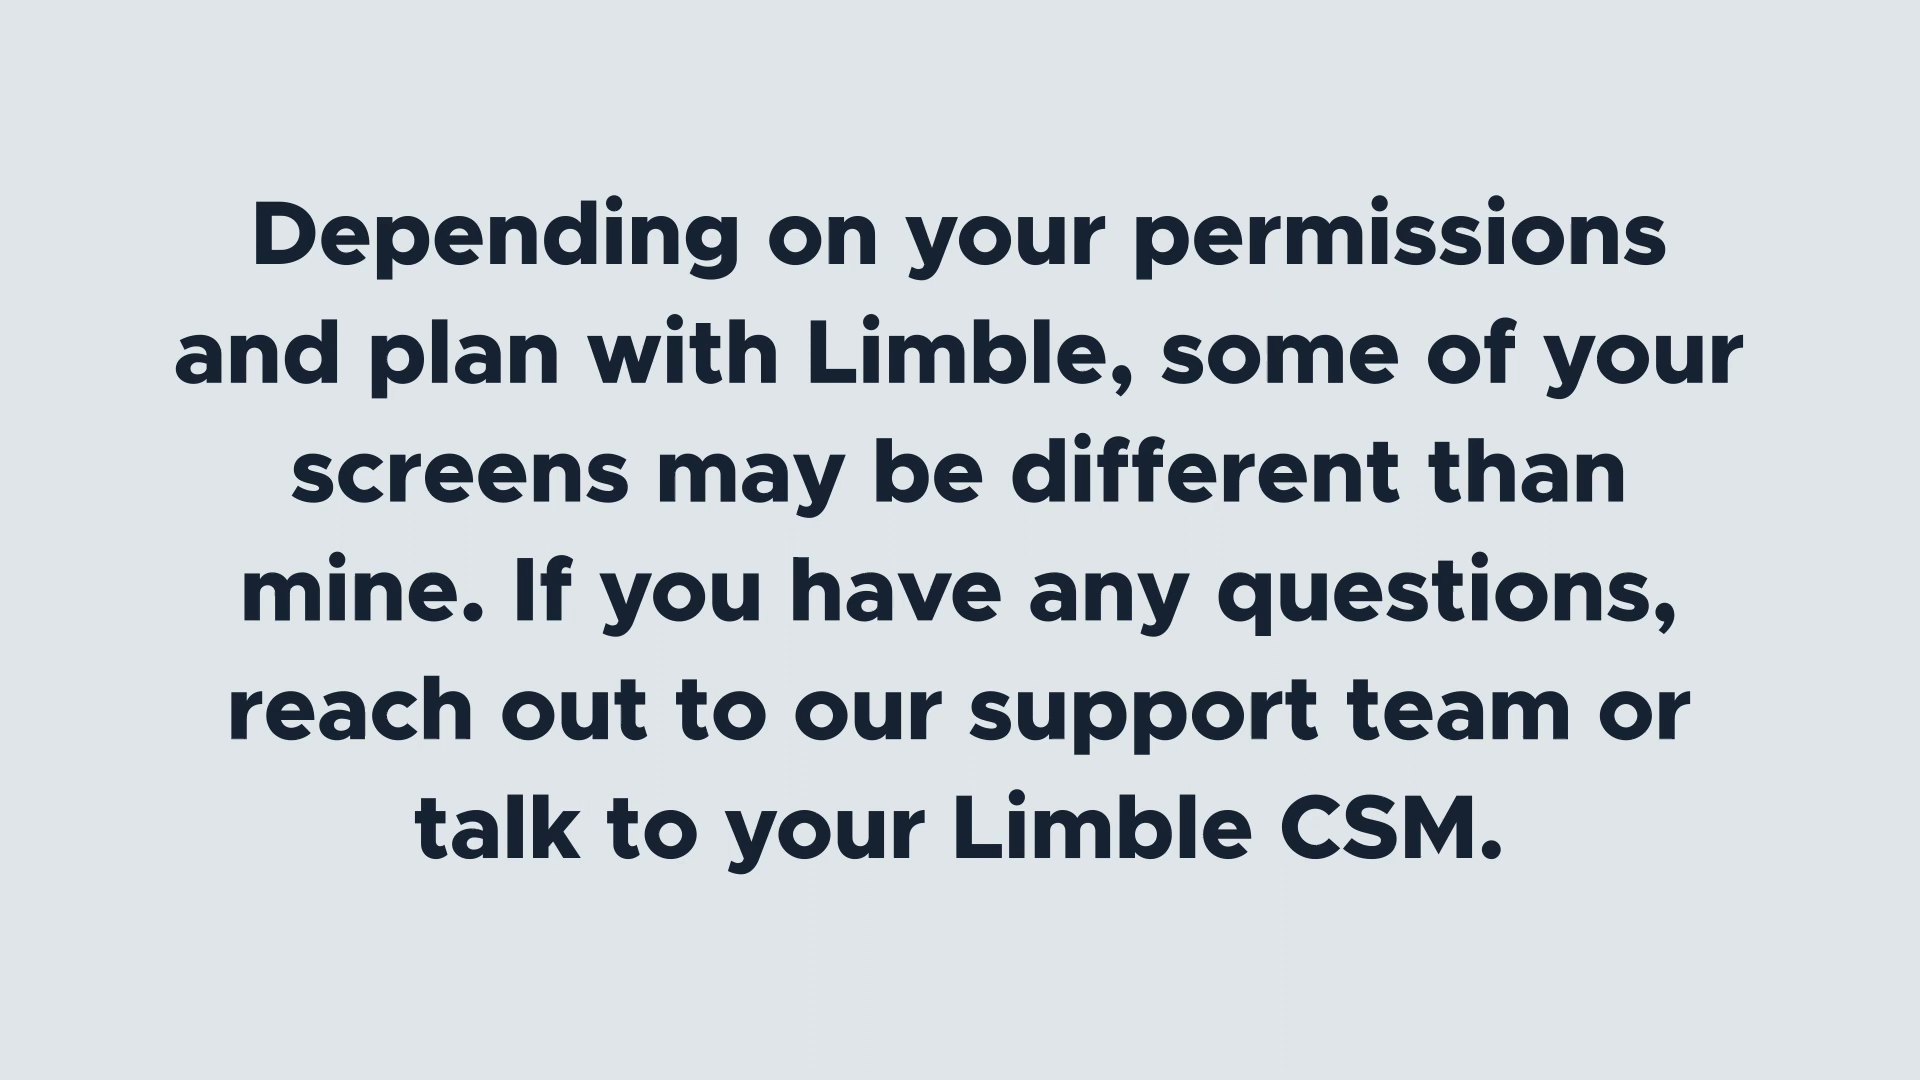 Depending on your permissions
and plan with Limble, some of your
screens may be different than
mine. If you have any questions,
reach out to our support team or
talk to your Limble CSM.